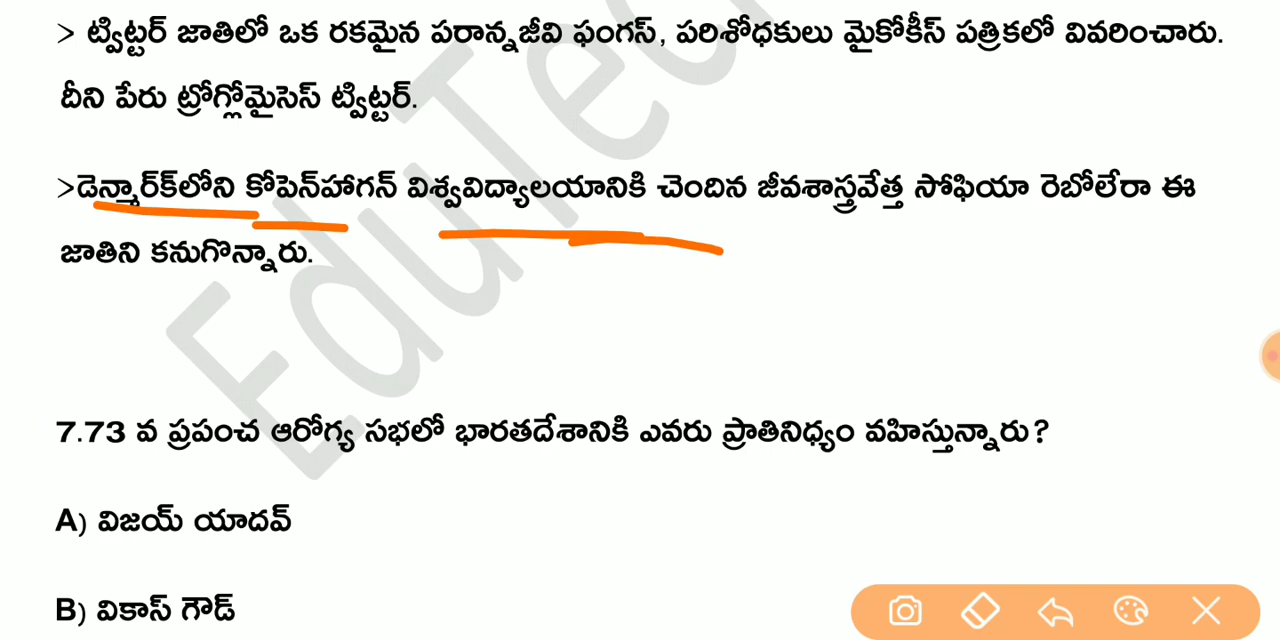 > ట్విట్టర్ జాతిలో ఒక రకమైన పరాన్నజీవి ఫంగస్, పరిశోధకులు మైకోకీస్ పత్రికలో వివరించారు.
దీని పేరు ట్రోగ్లోమైసెస్ ట్విట్టర్.
>డెన్మార్క్‌లోని కోపెన్‌హాగన్ విశ్వవిద్యాలయానికి చెందిన జీవశాస్త్రవేత్త సోఫియా రెబోలేరా ఈ
జాతిని కనుగొన్నారు.
EduTec
7.73 వ ప్రపంచ ఆరోగ్య సభలో భారతదేశానికి ఎవరు ప్రాతినిధ్యం వహిస్తున్నారు?
A) విజయ్ యాదవ్
B) వికాస్ గౌడ్